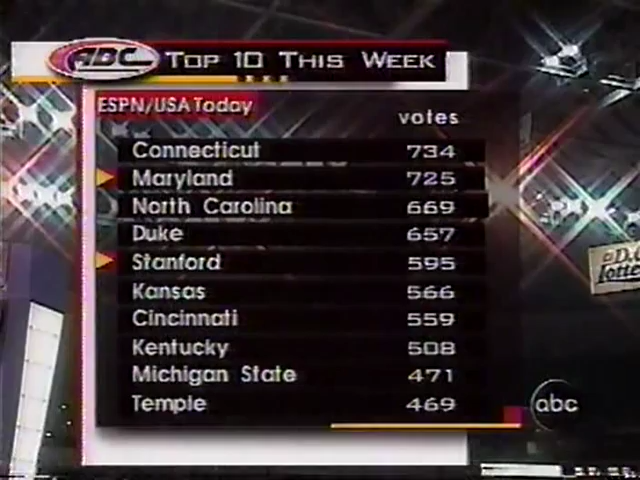 abc Top 10 This Week
ESPN/USA Today
votes
Connecticut 734
Maryland 725
North Carolina 669
Duke 657
Stanford 595
Kansas 566
Cincinnati 559
Kentucky 508
Michigan State 471
Temple 469
abc